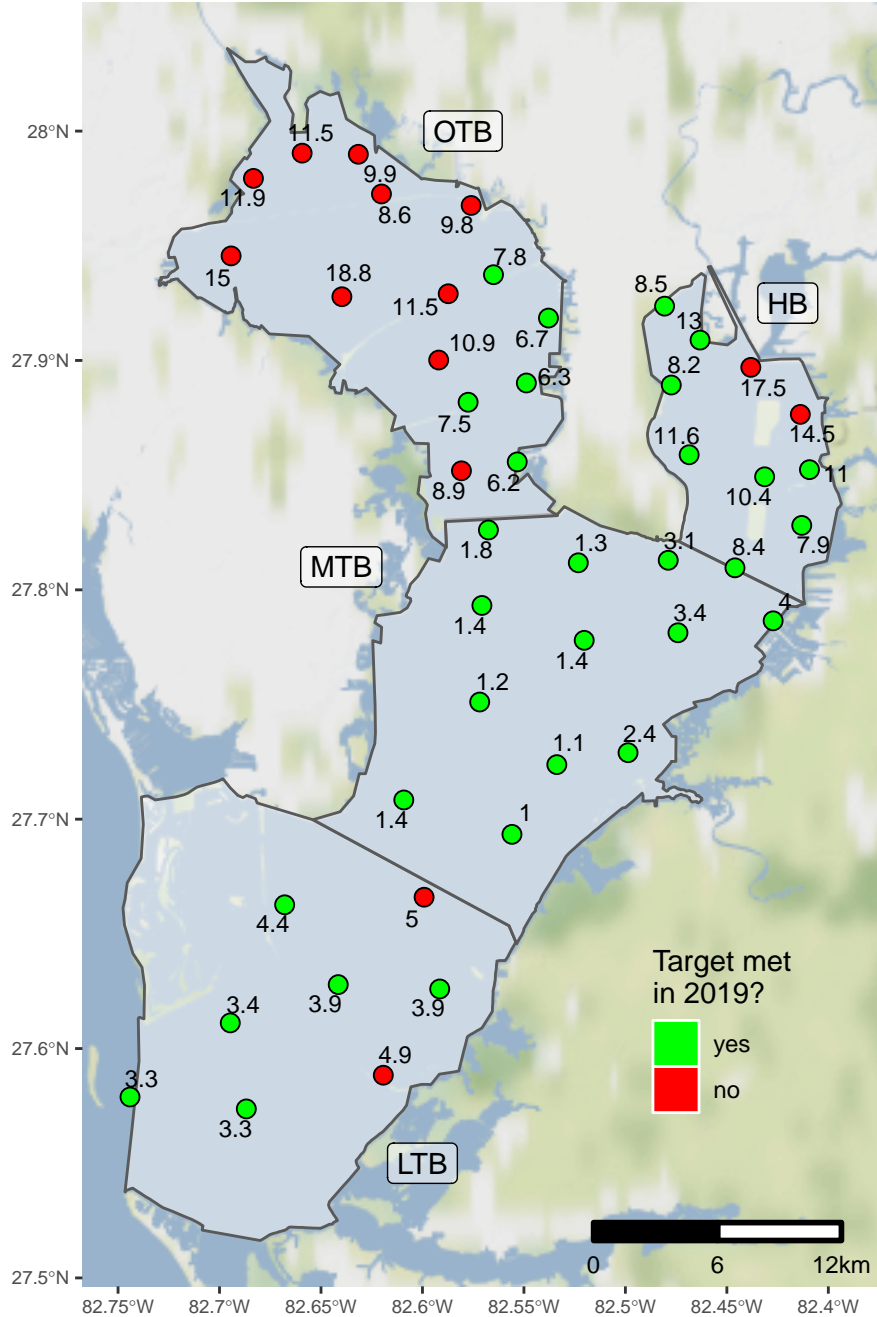 28°N
27.9°N
27.8°N
27.7°N
27.6°N
27.5°N
OTB
11.5
9.9
11.9
8.6
9.8
7.8
15
18.8
11.5
6.7
10.9
6.3
7.5
8.9
6.2
HB
8.5
13
8.2
17.5
14.5
11.6
11
10.4
7.9
8.4
MTB
1.8
1.3
3.1
4
1.4
1.4
3.4
1.2
1.1
2.4
1.4
1
5
4.4
3.9
3.9
3.4
4.9
3.3
3.3
LTB
Target met
in 2019?
yes
no
0 6 12km
82.75°W 82.7°W 82.65°W 82.6°W 82.55°W 82.5°W 82.45°W 82.4°W